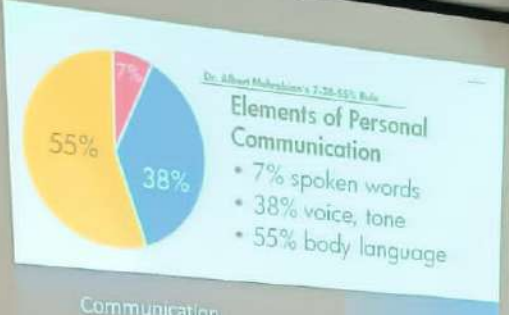 7%
55%
38%
Dr. Albert Mehrabian's 7-38-55% Rule
Elements of Personal
Communication
• 7% spoken words
• 38% voice, tone
• 55% body language
Communication